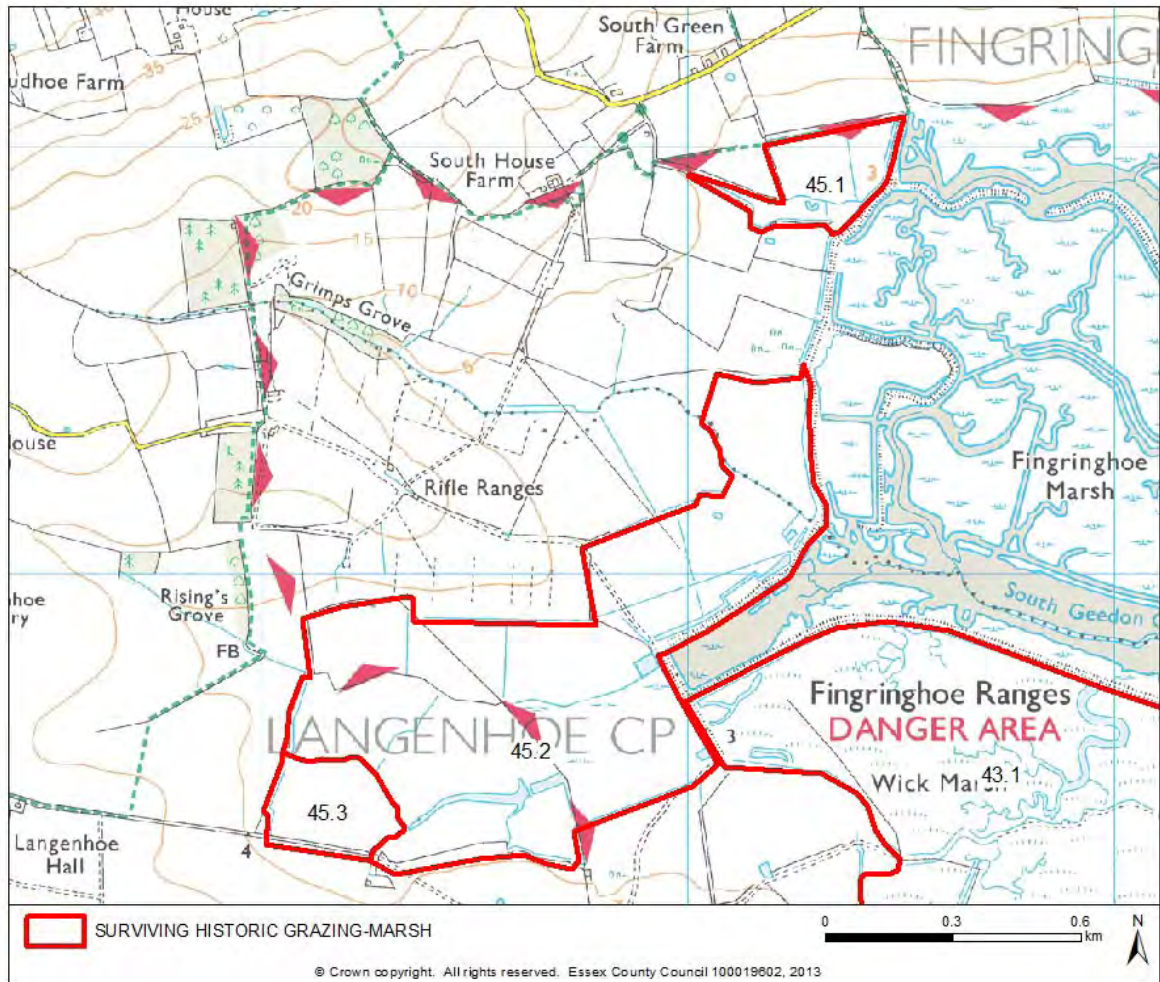 House
udhoe Farm
35
25
20
15
10
5
South Green
Farm
FINGRINGH
South House
Farm
3
45.1
Grimps Grove
ouse
Rifle Ranges
Fingringhoe
Marsh
nhoe
ry
Rising's
Grove
FB
South Geedon C
LANGENHOE CP
45.2
3
Fingringhoe Ranges
DANGER AREA
Wick Marsh
43.1
45.3
Langenhoe
Hall
4
SURVIVING HISTORIC GRAZING-MARSH
0 0.3 0.6
km
N
© Crown copyright. All rights reserved. Essex County Council 100019602, 2013